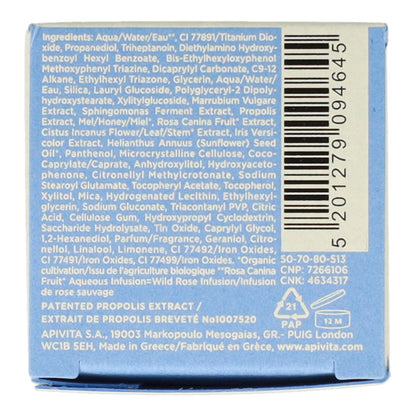 Ingredients: Aqua/Water/Eau**, CI 77891/Titanium Dio-
xide, Propanediol, Triheptanoin, Diethylamino Hydroxy-
benzoyl Hexyl Benzoate, Bis-Ethylhexyloxyphenol
Methoxyphenyl Triazine, Dicaprylyl Carbonate, C9-12
Alkane, Ethylhexyl Triazone, Glycerin, Aqua/Water/
Eau, Silica, Lauryl Glucoside, Polyglyceryl-2 Dipoly-
hydroxystearate, Xylitylglucoside, Marrubium Vulgare
Extract, Sphingomonas Ferment Extract, Propolis
Extract, Mel/Honey/Miel*, Rosa Canina Fruit* Extract,
Cistus Incanus Flower/Leaf/Stem* Extract, Iris Versi-
color Extract, Helianthus Annuus (Sunflower) Seed
Oil*, Panthenol, Microcrystalline Cellulose, Coco-
Caprylate/Caprate, Anhydroxylitol, Hydroxyaceto-
phenone, Citronellyl Methylcrotonate, Sodium
Stearoyl Glutamate, Tocopheryl Acetate, Tocopherol,
Xylitol, Mica, Hydrogenated Lecithin, Ethylhexyl-
glycerin, Sodium Gluconate, Triacontanyl PVP, Citric
Acid, Cellulose Gum, Hydroxypropyl Cyclodextrin,
Saccharide Hydrolysate, Tin Oxide, Caprylyl Glycol,
1,2-Hexanediol, Parfum/Fragrance, Geraniol, Citro-
nellol, Linalool, Limonene, CI 77492/Iron Oxides,
CI 77491/Iron Oxides, CI 77499/Iron Oxides. *Organic
cultivation/issu de l'agriculture biologique **Rosa Canina
Fruit* Aqueous Infusion=Wild Rose Infusion/Infusion
de rose sauvage
PATENTED PROPOLIS EXTRACT /
EXTRAIT DE PROPOLIS BREVETÉ No1007520
APIVITA S.A., 19003 Markopoulo Mesogaias, GR.- PUIG London
WC1B 5EH, Made in Greece/Fabriqué en Grèce, www.apivita.com
5 201279 094645
50-70-80-513
CNP: 7266106
CNK: 4634317
21
PAP
12 M